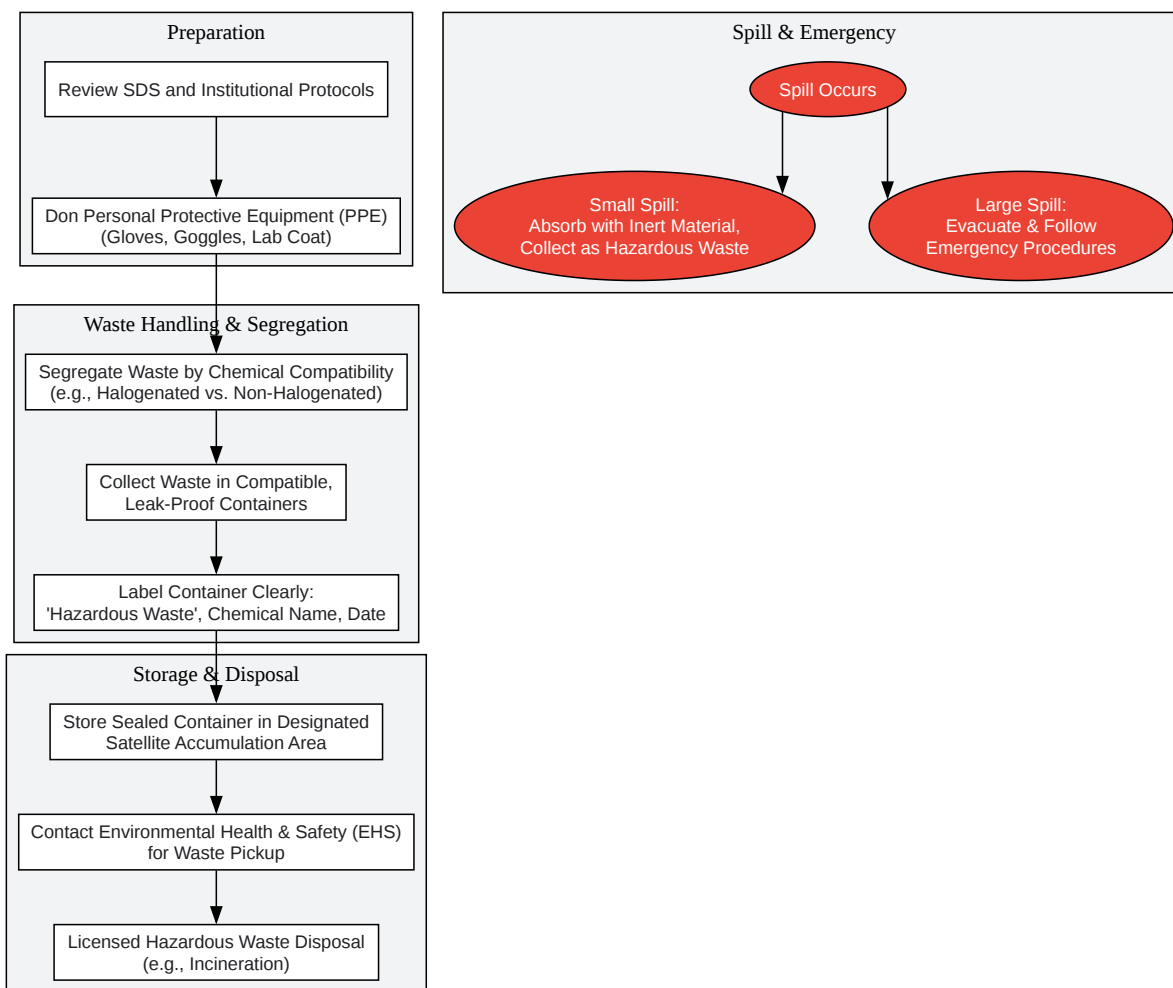 Preparation
Review SDS and Institutional Protocols
Don Personal Protective Equipment (PPE)
(Gloves, Goggles, Lab Coat)
Waste Handling & Segregation
Segregate Waste by Chemical Compatibility
(e.g., Halogenated vs. Non-Halogenated)
Collect Waste in Compatible,
Leak-Proof Containers
Label Container Clearly:
'Hazardous Waste', Chemical Name, Date
Storage & Disposal
Store Sealed Container in Designated
Satellite Accumulation Area
Contact Environmental Health & Safety (EHS)
for Waste Pickup
Licensed Hazardous Waste Disposal
(e.g., Incineration)
Spill & Emergency
Spill Occurs
Small Spill:
Absorb with Inert Material,
Collect as Hazardous Waste
Large Spill:
Evacuate & Follow
Emergency Procedures